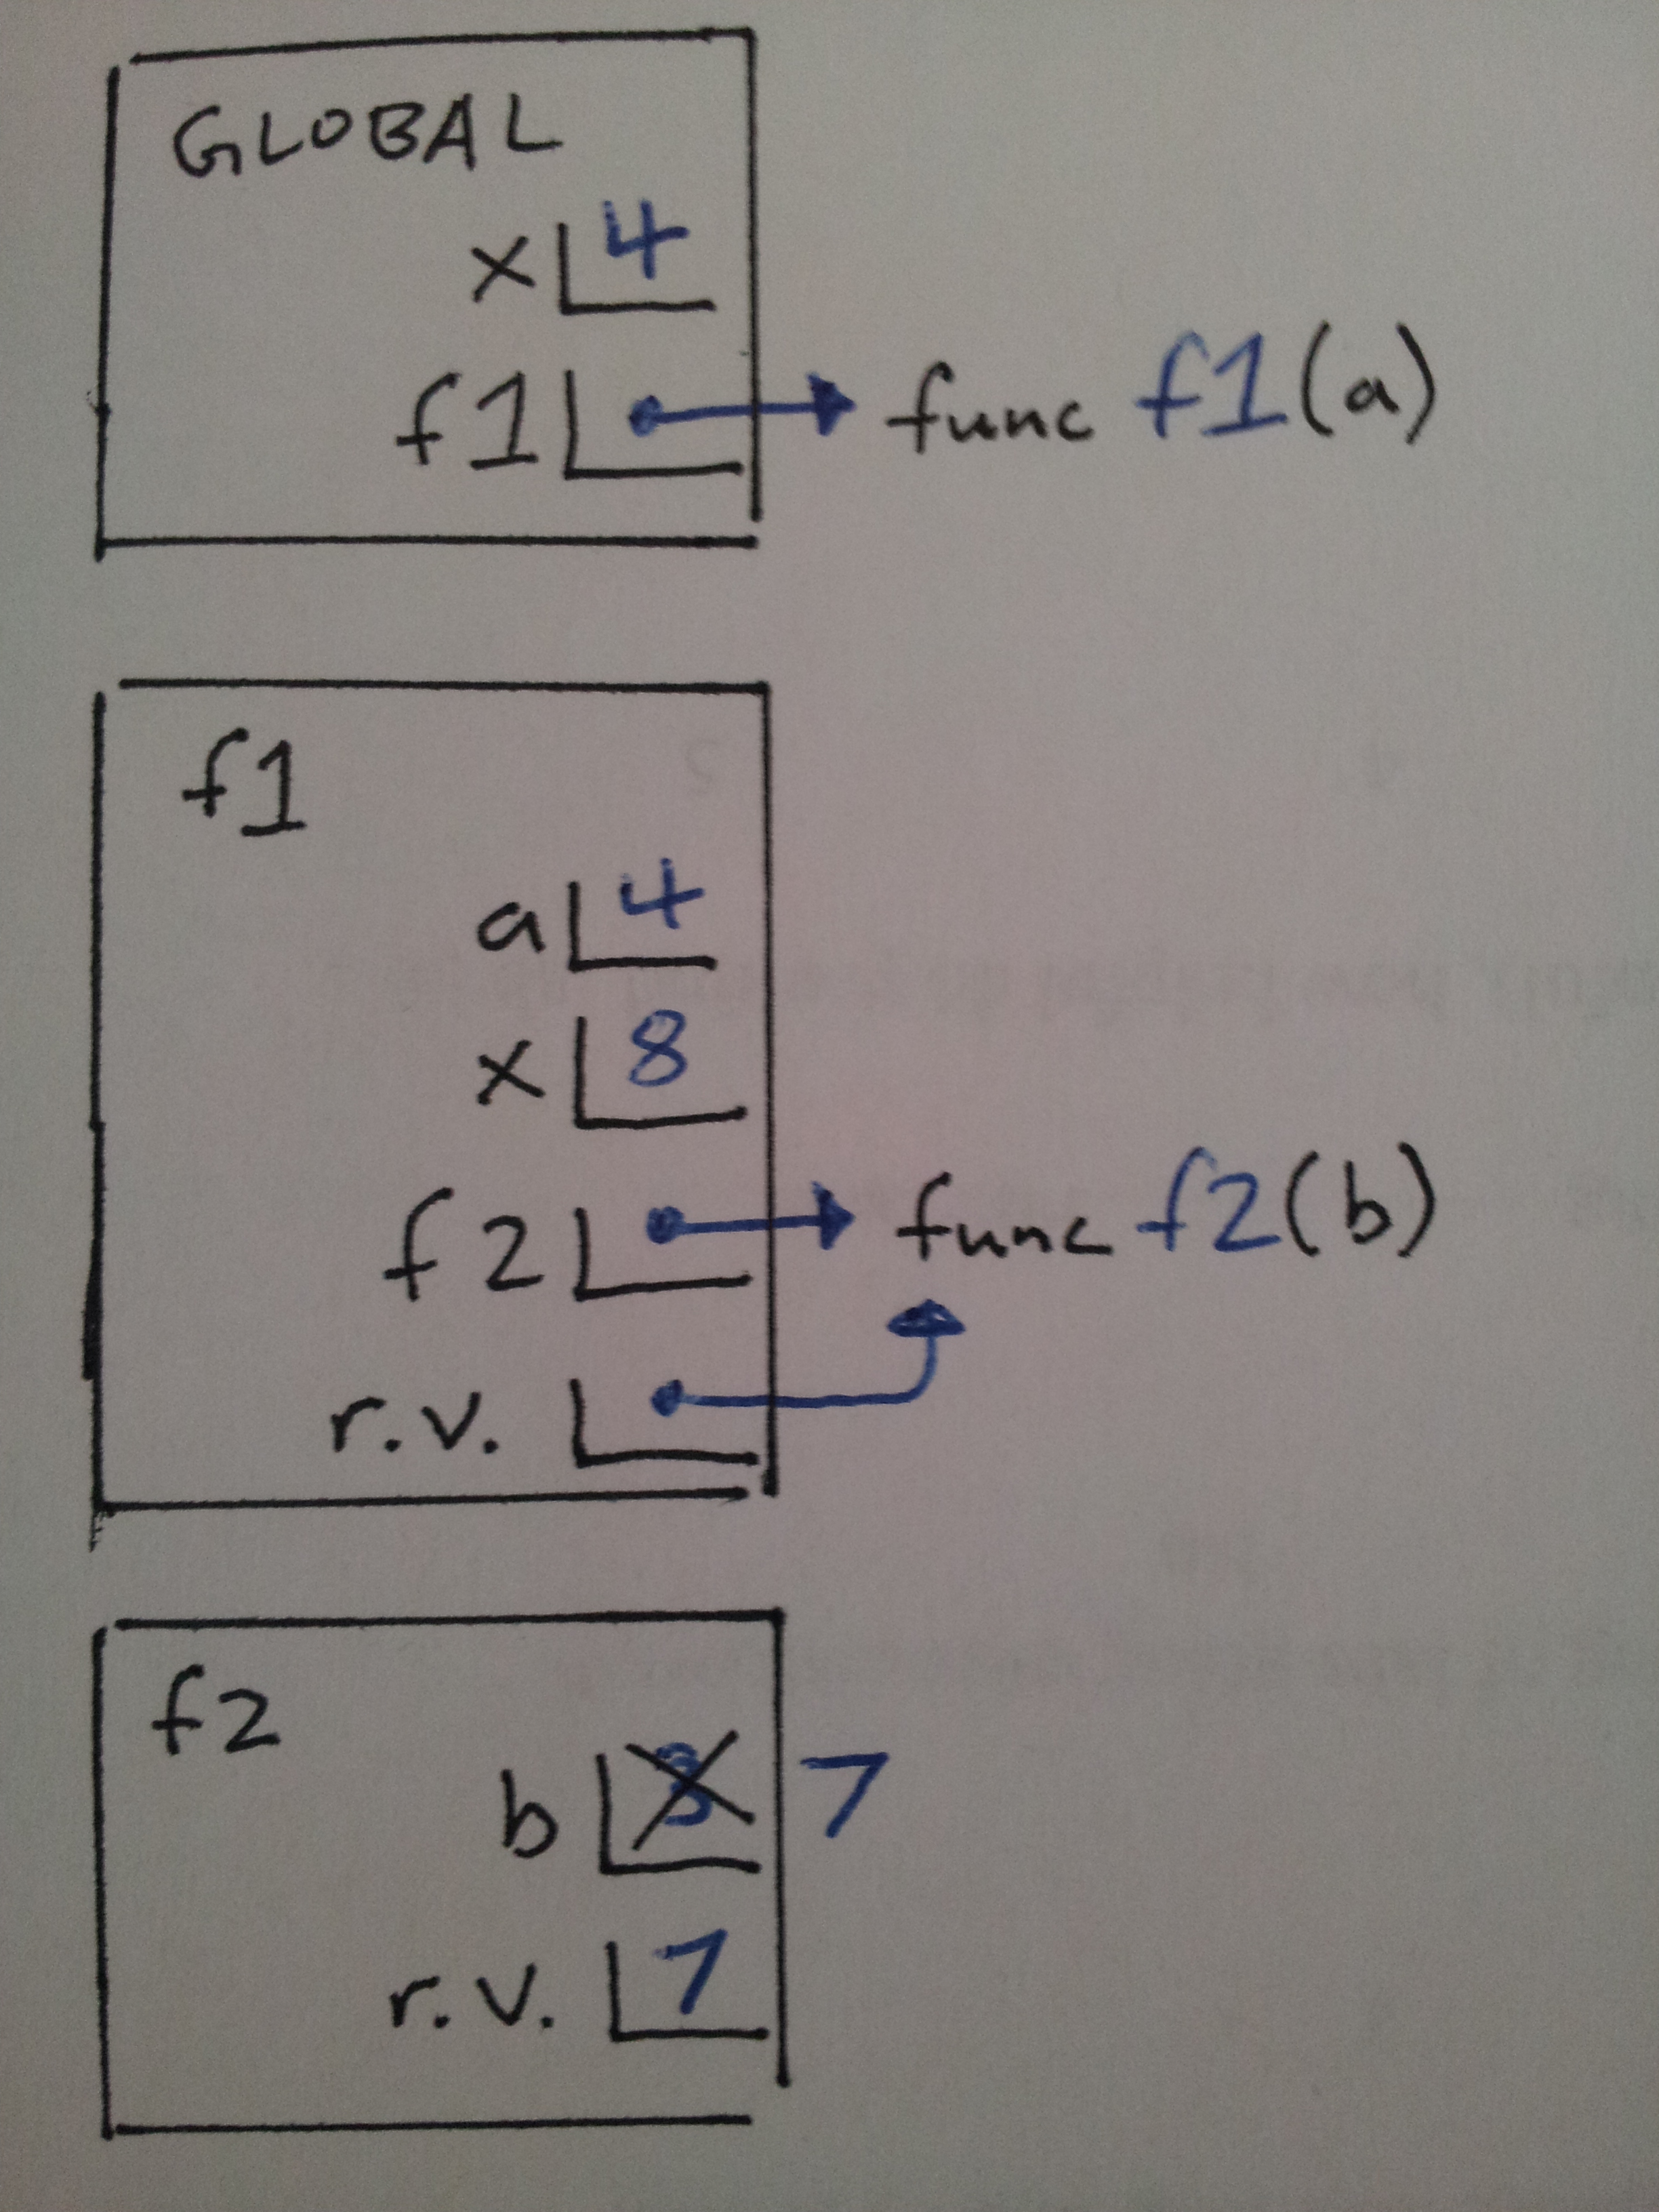 GLOBAL
x 4
f1 func f1(a)
f1
a 4
x 8
f2 func f2(b)
r.v.
f2
b 3 7
r.v. 7